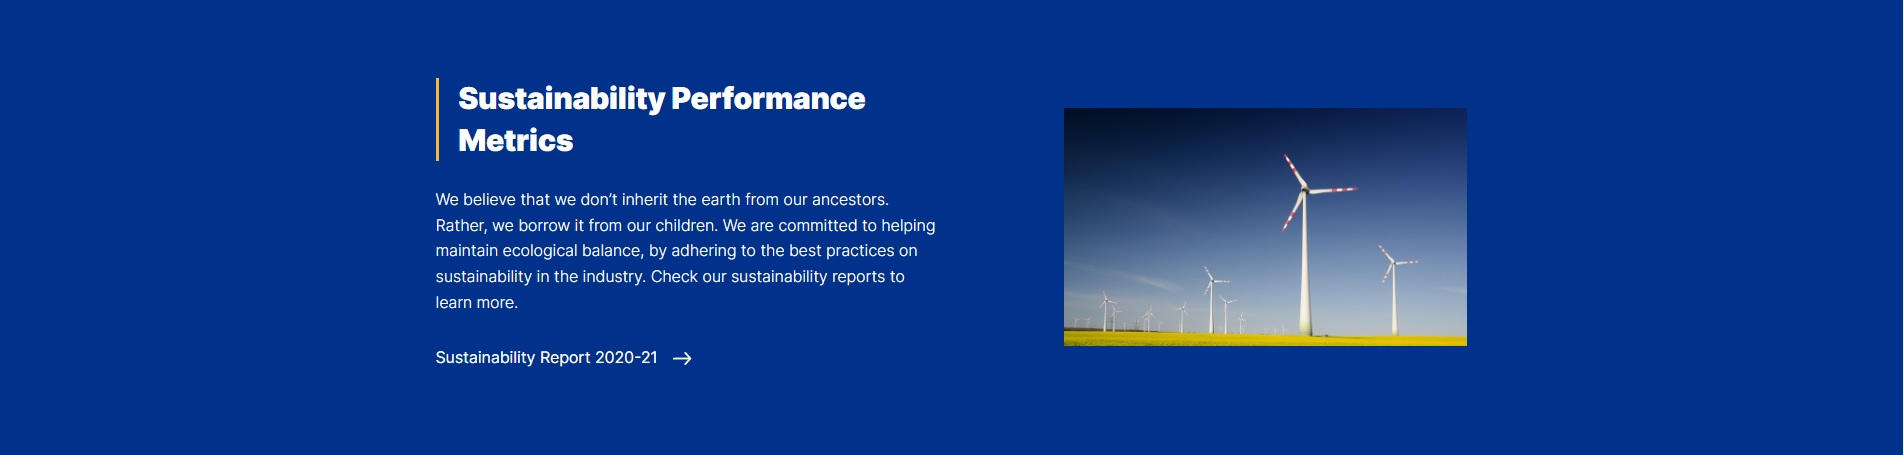 Sustainability Performance
Metrics
We believe that we don’t inherit the earth from our ancestors.
Rather, we borrow it from our children. We are committed to helping
maintain ecological balance, by adhering to the best practices on
sustainability in the industry. Check our sustainability reports to
learn more.
Sustainability Report 2020-21 →